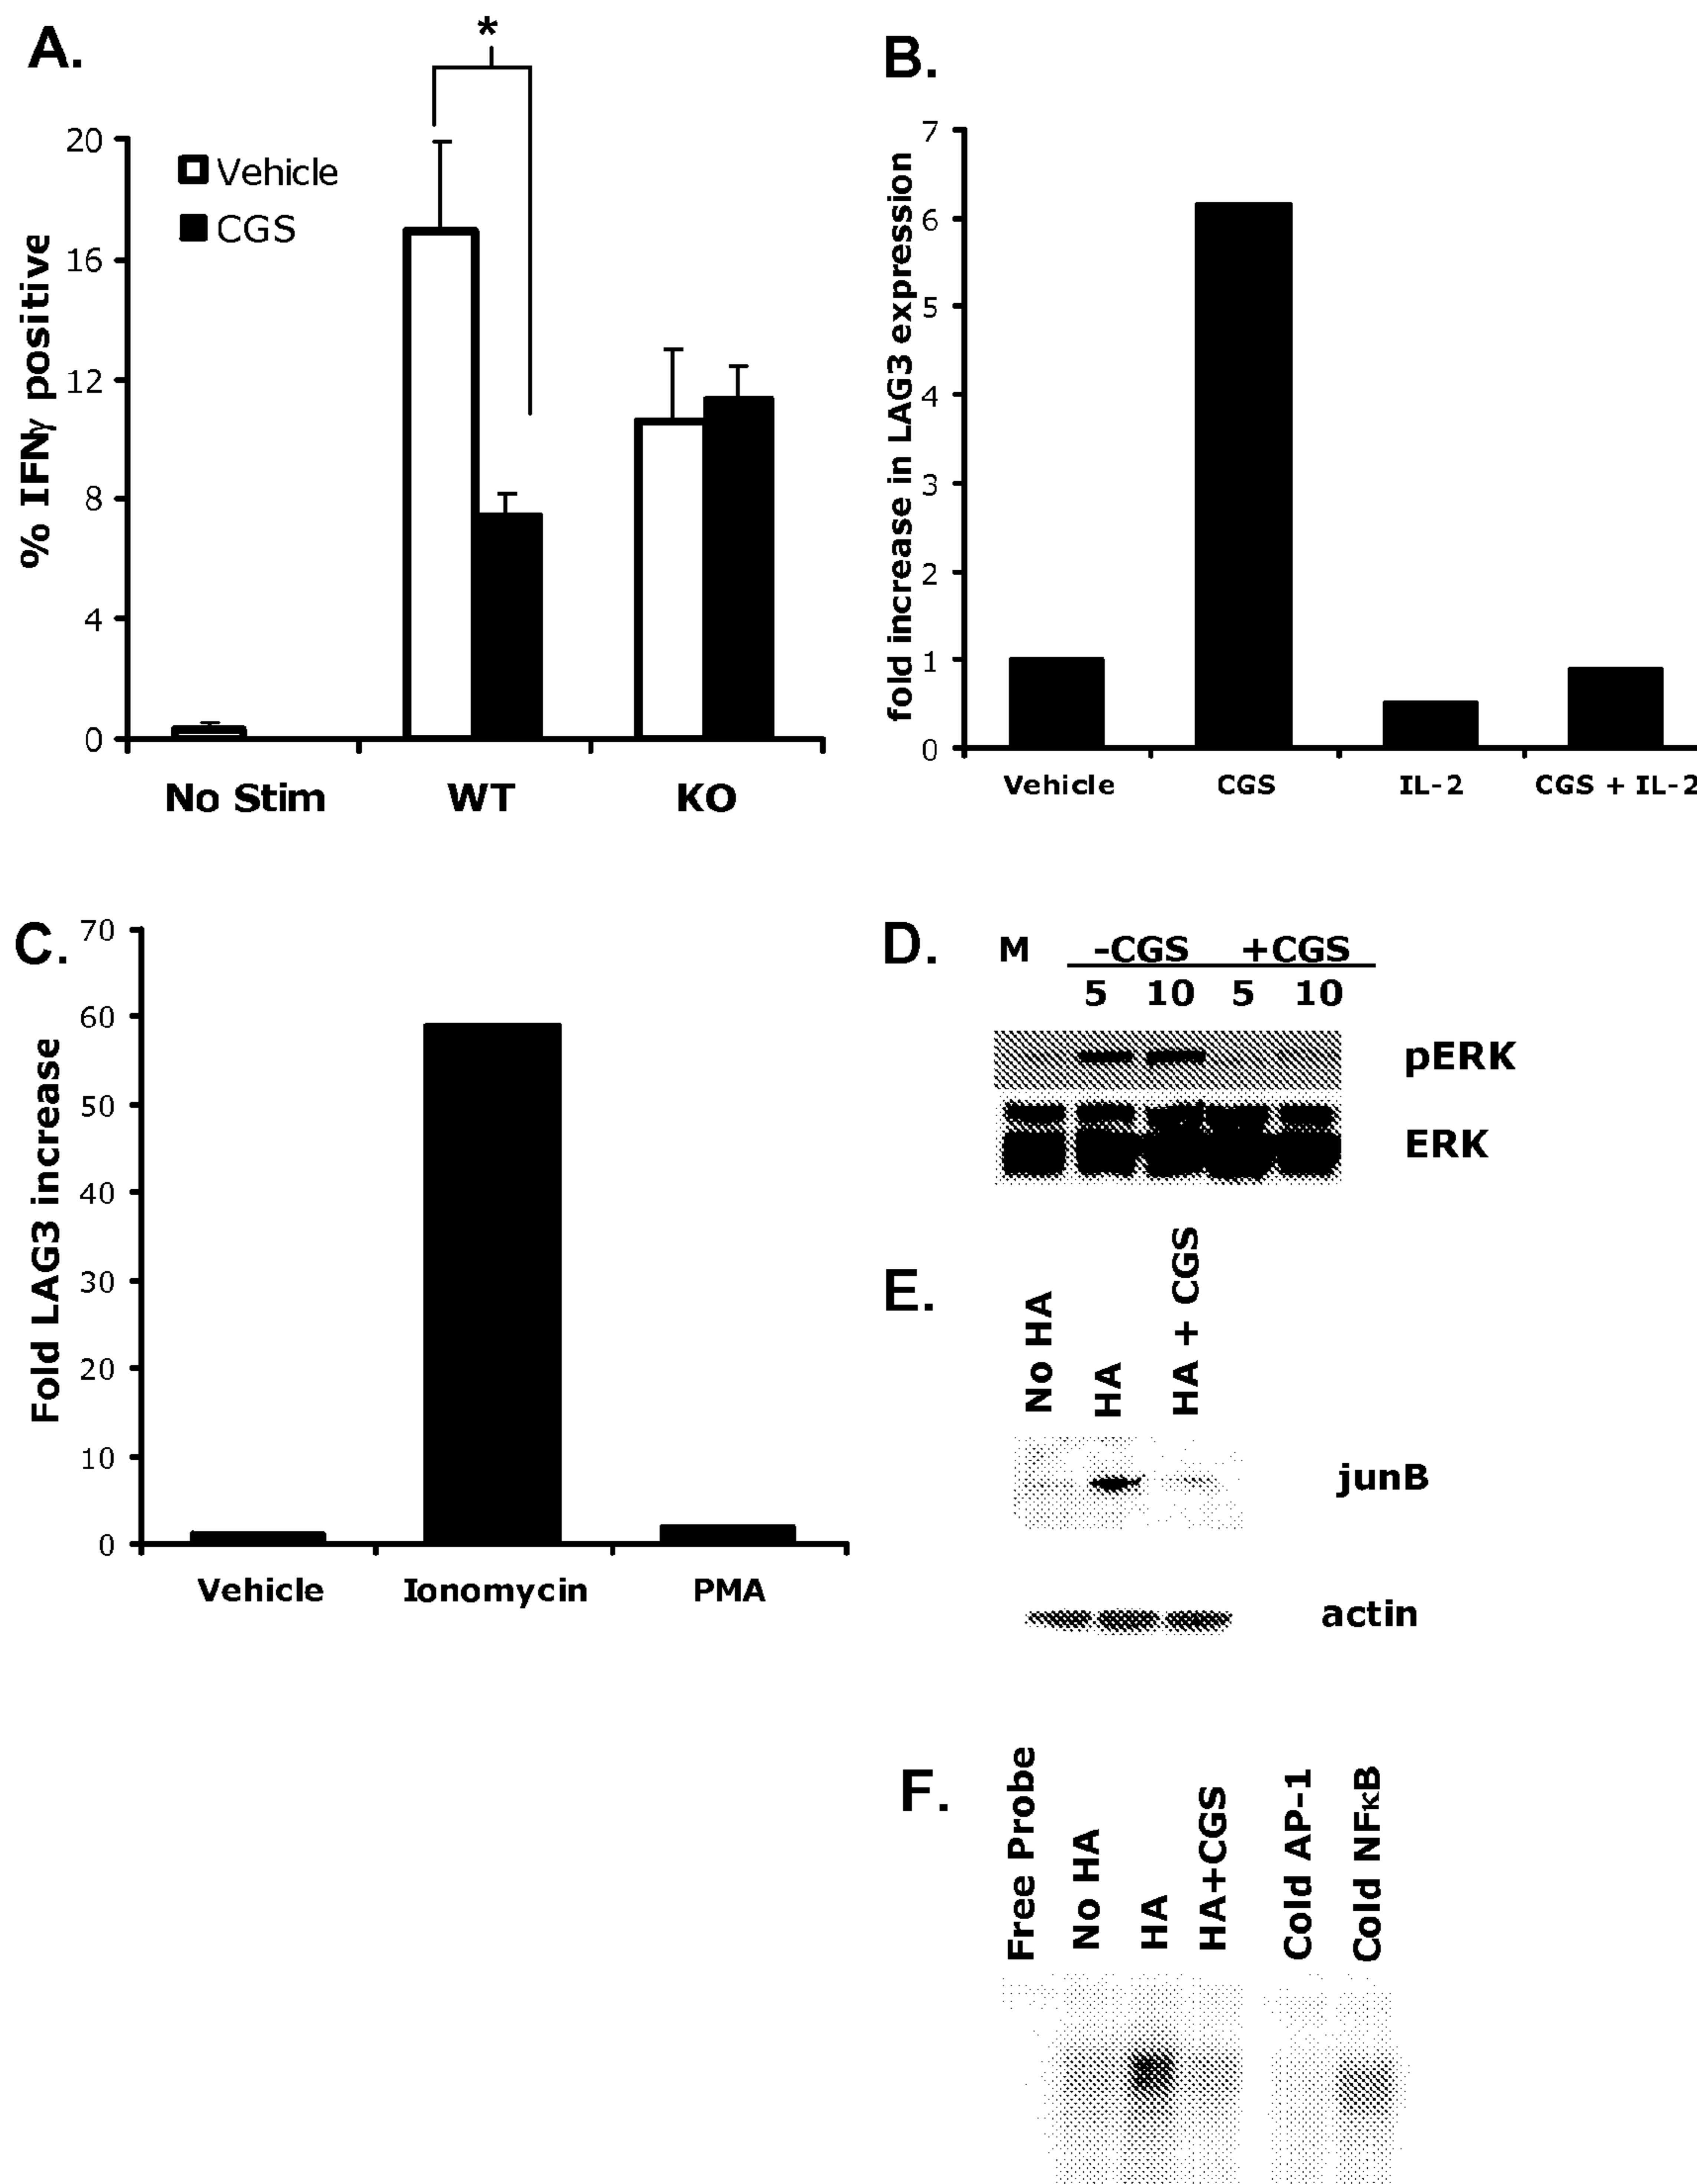 A.
*
20
16
12
8
4
0
% IFNγ positive
Vehicle
CGS
No Stim WT KO
B.
7
6
5
4
3
2
1
0
fold increase in LAG3 expression
Vehicle CGS IL-2 CGS + IL-2
C.
70
60
50
40
30
20
10
0
Fold LAG3 increase
Vehicle Ionomycin PMA
D.
M -CGS +CGS
5 10 5 10
pERK
ERK
E.
No HA
HA
HA + CGS
junB
actin
F.
Free Probe
No HA
HA
HA+CGS
Cold AP-1
Cold NFκB